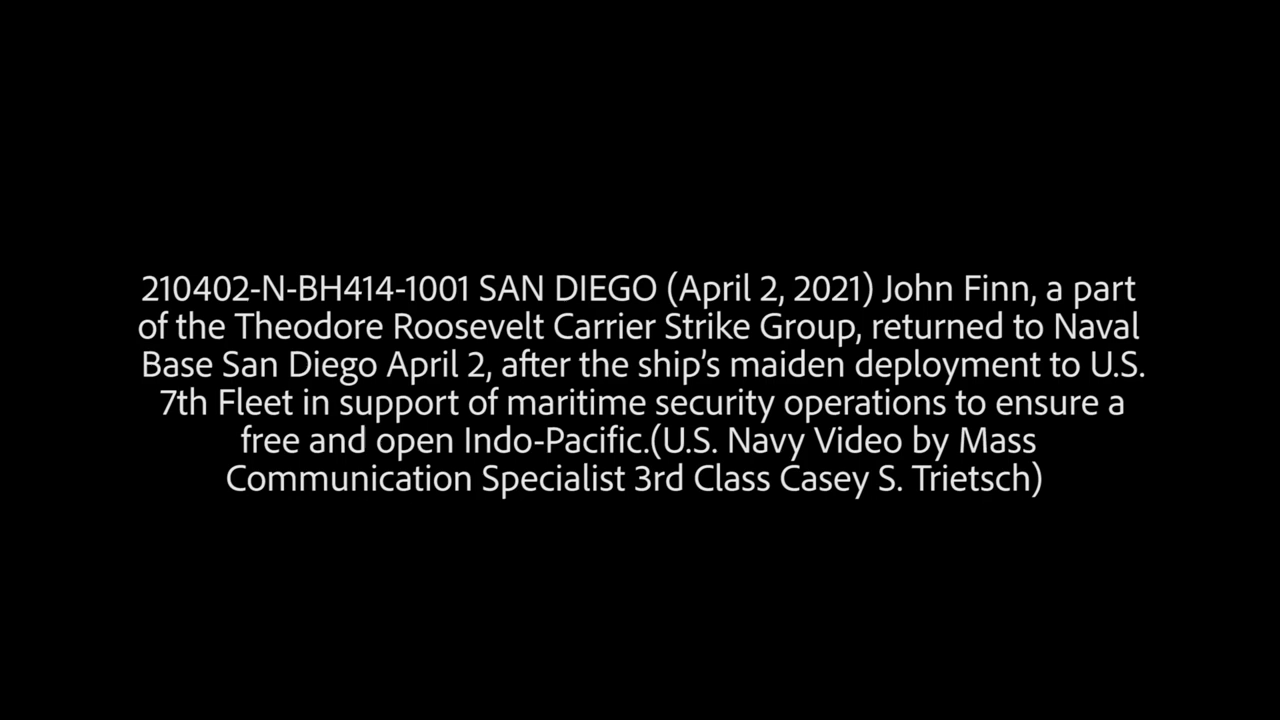 210402-N-BH414-1001 SAN DIEGO (April 2, 2021) John Finn, a part
of the Theodore Roosevelt Carrier Strike Group, returned to Naval
Base San Diego April 2, after the ship’s maiden deployment to U.S.
7th Fleet in support of maritime security operations to ensure a
free and open Indo-Pacific.(U.S. Navy Video by Mass
Communication Specialist 3rd Class Casey S. Trietsch)